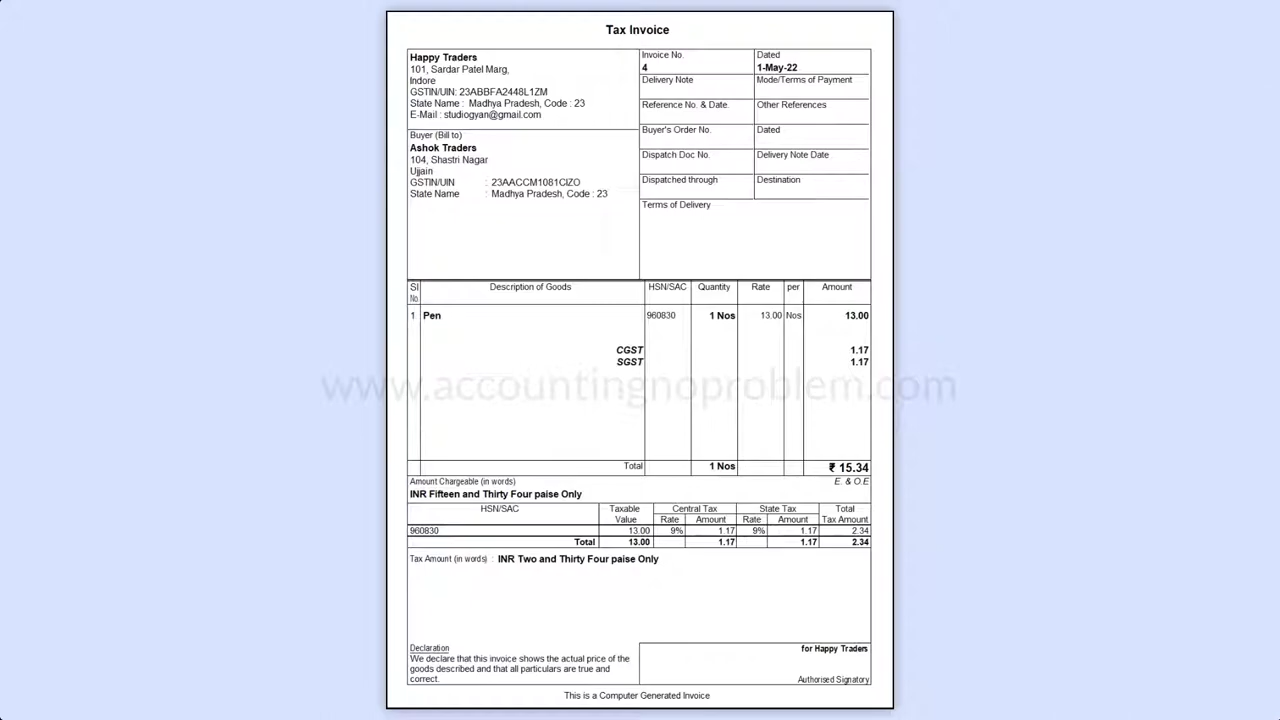 Tax Invoice
Happy Traders
101, Sardar Patel Marg,
Indore
GSTIN/UIN: 23ABBFA2448L1ZM
State Name : Madhya Pradesh, Code : 23
E-Mail : studiogyan@gmail.com
Buyer (Bill to)
Ashok Traders
104, Shastri Nagar
Ujjain
GSTIN/UIN : 23AACCM1081CIZO
State Name : Madhya Pradesh, Code : 23
Invoice No. Dated
4 1-May-22
Delivery Note Mode/Terms of Payment
Reference No. & Date. Other References
Buyer's Order No. Dated
Dispatch Doc No. Delivery Note Date
Dispatched through Destination
Terms of Delivery
Sl No. Description of Goods HSN/SAC Quantity Rate per Amount
1 Pen 960830 1 Nos 13.00 Nos 13.00
CGST 1.17
SGST 1.17
www.accountingnoproblem.com
Total 1 Nos ₹ 15.34
Amount Chargeable (in words) E. & O.E
INR Fifteen and Thirty Four paise Only
HSN/SAC Taxable Central Tax State Tax Total
Value Rate Amount Rate Amount Tax Amount
960830 13.00 9% 1.17 9% 1.17 2.34
Total 13.00 1.17 1.17 2.34
Tax Amount (in words) : INR Two and Thirty Four paise Only
Declaration
We declare that this invoice shows the actual price of the
goods described and that all particulars are true and
correct.
for Happy Traders
Authorised Signatory
This is a Computer Generated Invoice